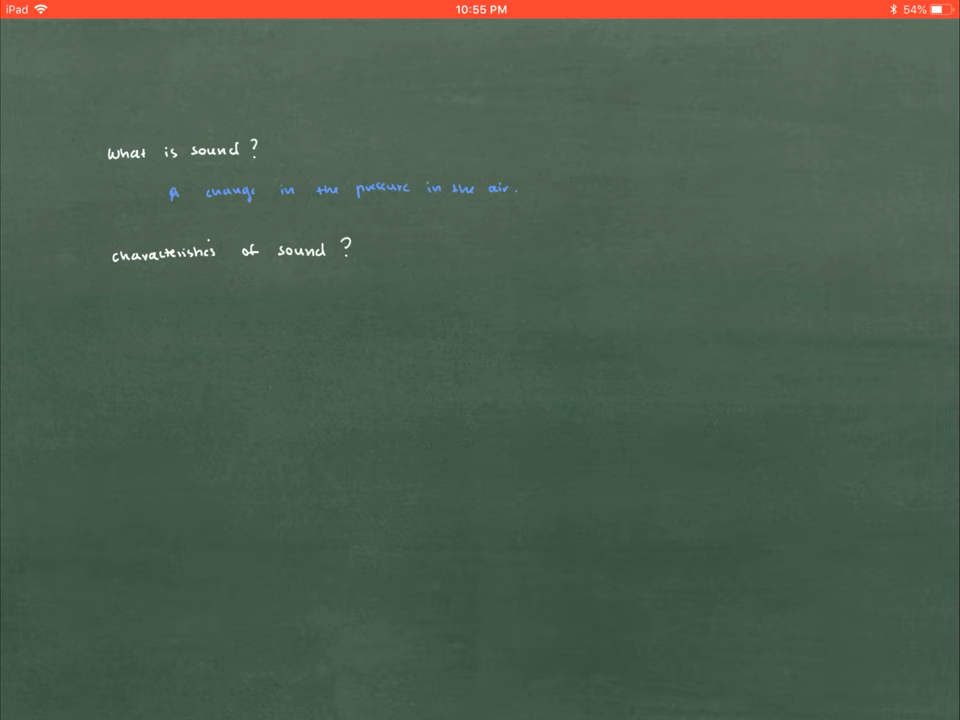 iPad
10:55 PM
54%
What is sound?
A change in the pressure in the air.
characteristics of sound?